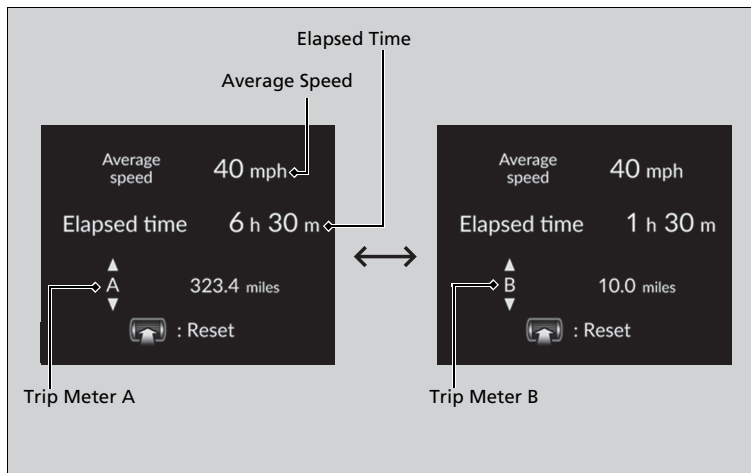 Elapsed Time
Average Speed
Average speed 40 mph
Elapsed time 6 h 30 m
A 323.4 miles
: Reset
Trip Meter A
Average speed 40 mph
Elapsed time 1 h 30 m
B 10.0 miles
: Reset
Trip Meter B